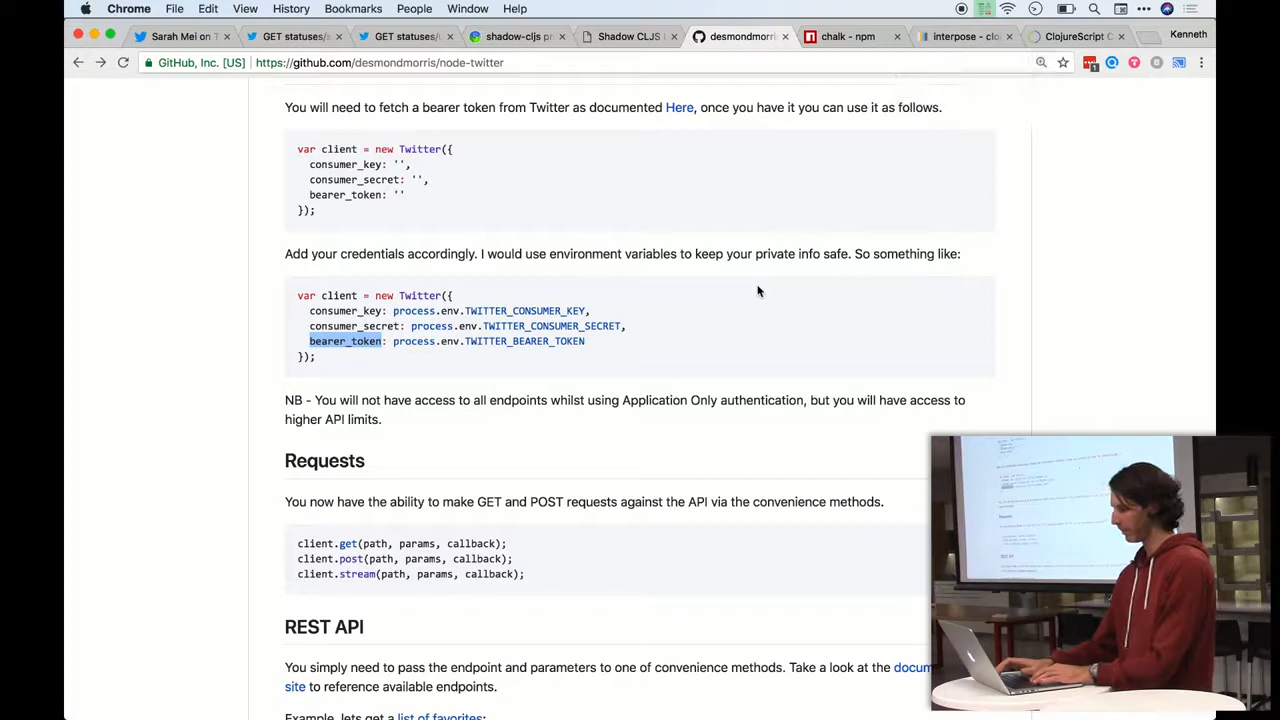 Chrome File Edit View History Bookmarks People Window Help
Sarah Mei on T GET statuses/s GET statuses/ shadow-cljs pr Shadow CLJS U desmondmorri chalk - npm interpose - cloj ClojureScript C Kenneth
GitHub, Inc. [US] https://github.com/desmondmorris/node-twitter
You will need to fetch a bearer token from Twitter as documented Here, once you have it you can use it as follows.
var client = new Twitter({
consumer_key: '',
consumer_secret: '',
bearer_token: ''
});
Add your credentials accordingly. I would use environment variables to keep your private info safe. So something like:
var client = new Twitter({
consumer_key: process.env.TWITTER_CONSUMER_KEY,
consumer_secret: process.env.TWITTER_CONSUMER_SECRET,
bearer_token: process.env.TWITTER_BEARER_TOKEN
});
NB - You will not have access to all endpoints whilst using Application Only authentication, but you will have access to
higher API limits.
Requests
You now have the ability to make GET and POST requests against the API via the convenience methods.
client.get(path, params, callback);
client.post(path, params, callback);
client.stream(path, params, callback);
REST API
You simply need to pass the endpoint and parameters to one of convenience methods. Take a look at the docum
site to reference available endpoints.
Example, lets get a list of favorites: